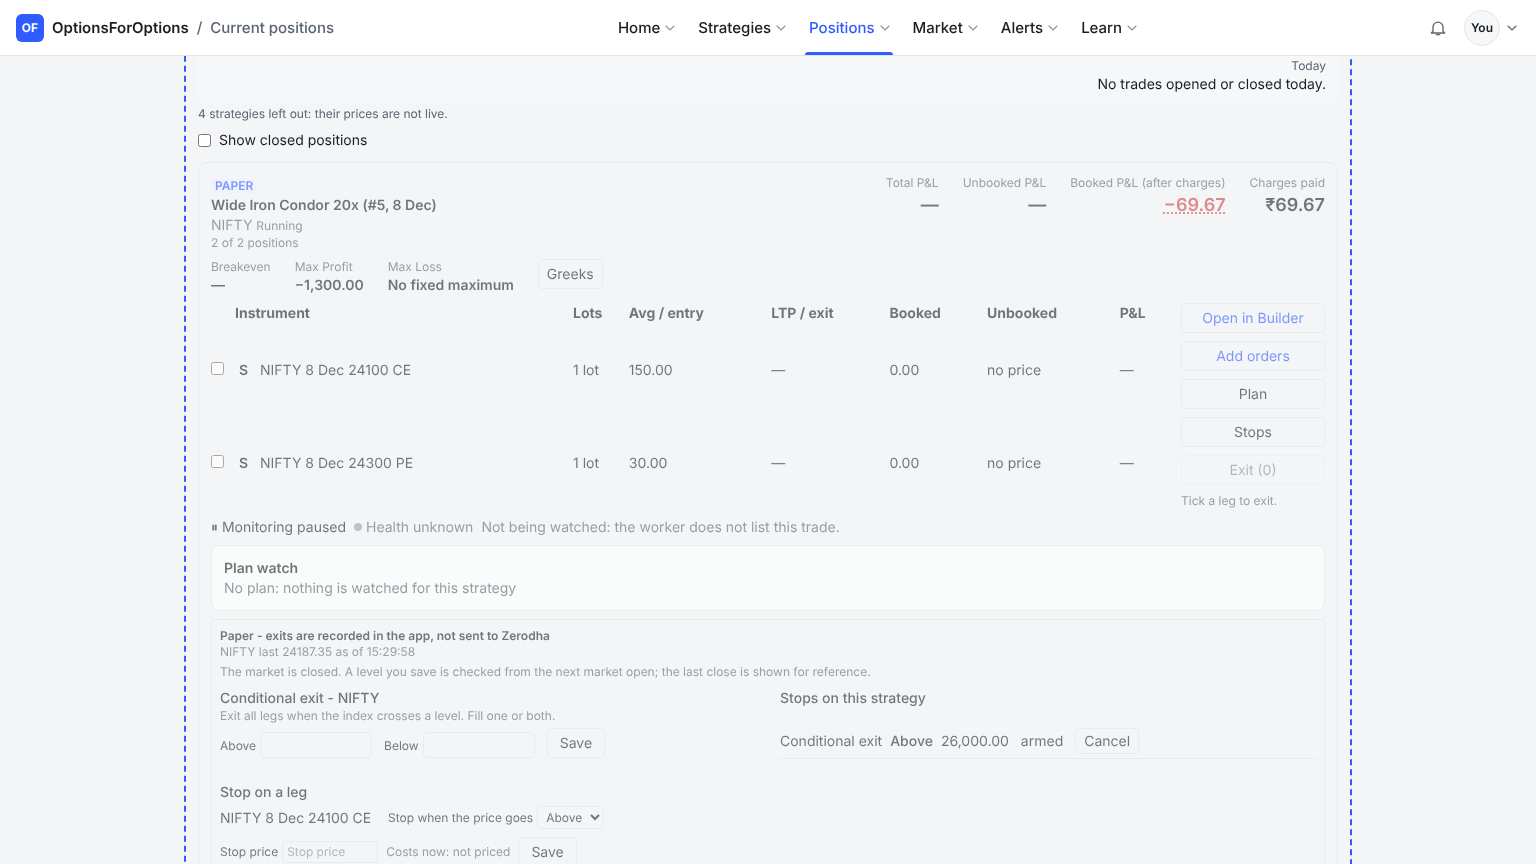 OF OptionsForOptions / Current positions Home Strategies Positions Market Alerts Learn You
Today
No trades opened or closed today.
4 strategies left out: their prices are not live.
Show closed positions
PAPER
Wide Iron Condor 20x (#5, 8 Dec)
NIFTY Running
2 of 2 positions
Total P&L Unbooked P&L Booked P&L (after charges) Charges paid
— — −69.67 ₹69.67
Breakeven Max Profit Max Loss
— −1,300.00 No fixed maximum Greeks
Instrument Lots Avg / entry LTP / exit Booked Unbooked P&L
S NIFTY 8 Dec 24100 CE 1 lot 150.00 — 0.00 no price —
S NIFTY 8 Dec 24300 PE 1 lot 30.00 — 0.00 no price —
Open in Builder
Add orders
Plan
Stops
Exit (0)
Tick a leg to exit.
Monitoring paused Health unknown Not being watched: the worker does not list this trade.
Plan watch
No plan: nothing is watched for this strategy
Paper - exits are recorded in the app, not sent to Zerodha
NIFTY last 24187.35 as of 15:29:58
The market is closed. A level you save is checked from the next market open; the last close is shown for reference.
Conditional exit - NIFTY
Exit all legs when the index crosses a level. Fill one or both.
Above Below Save
Stops on this strategy
Conditional exit Above 26,000.00 armed Cancel
Stop on a leg
NIFTY 8 Dec 24100 CE Stop when the price goes Above
Stop price Stop price Costs now: not priced Save